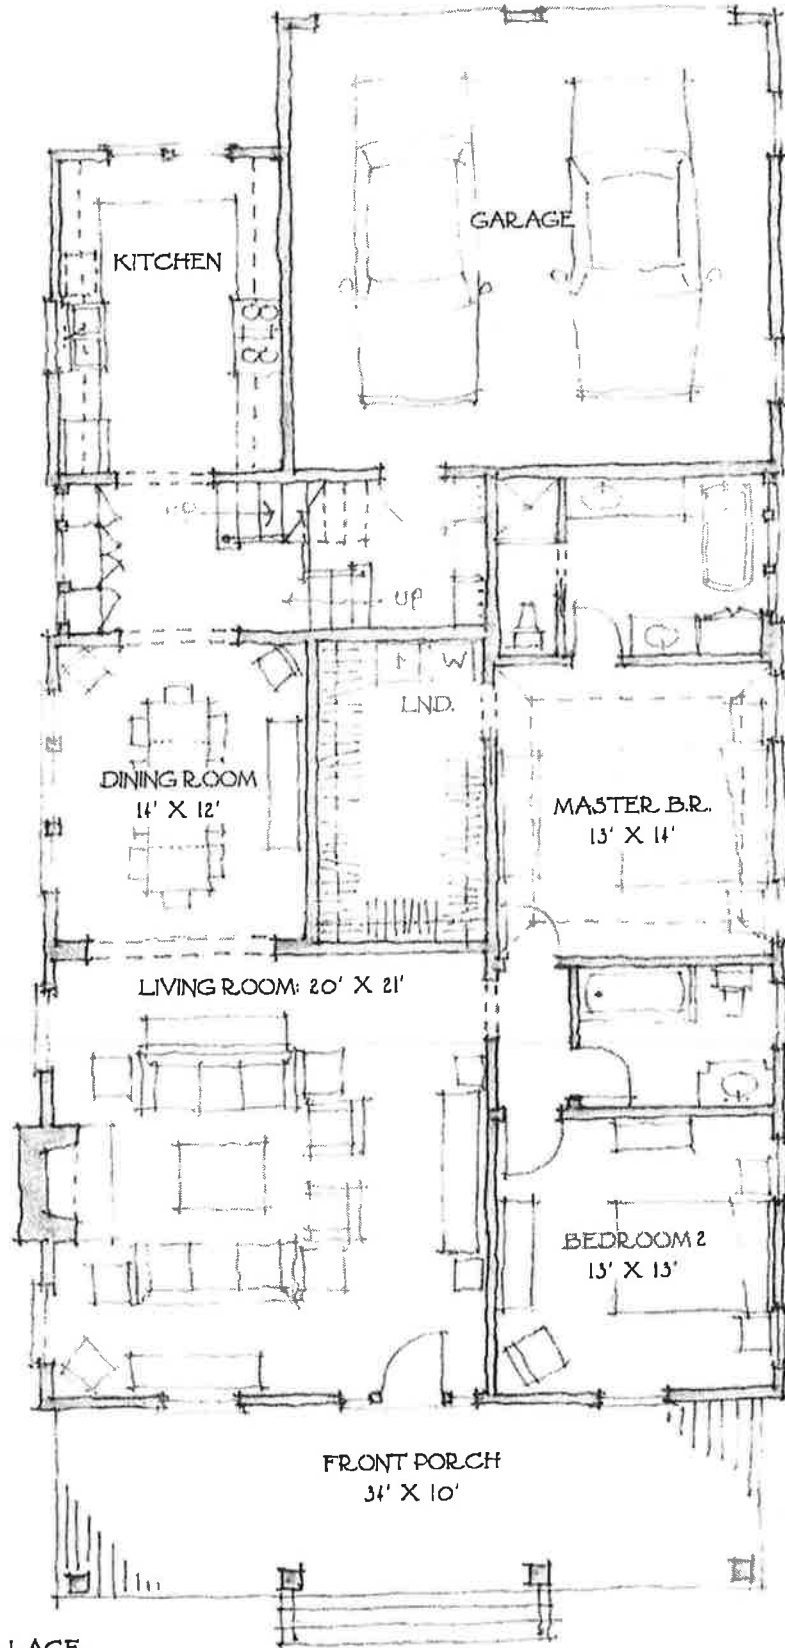 GARAGE
KITCHEN
UP
W
LND.
DINING ROOM
14' X 12'
MASTER B.R.
13' X 14'
LIVING ROOM: 20' X 21'
BEDROOM 2
13' X 13'
FRONT PORCH
34' X 10'